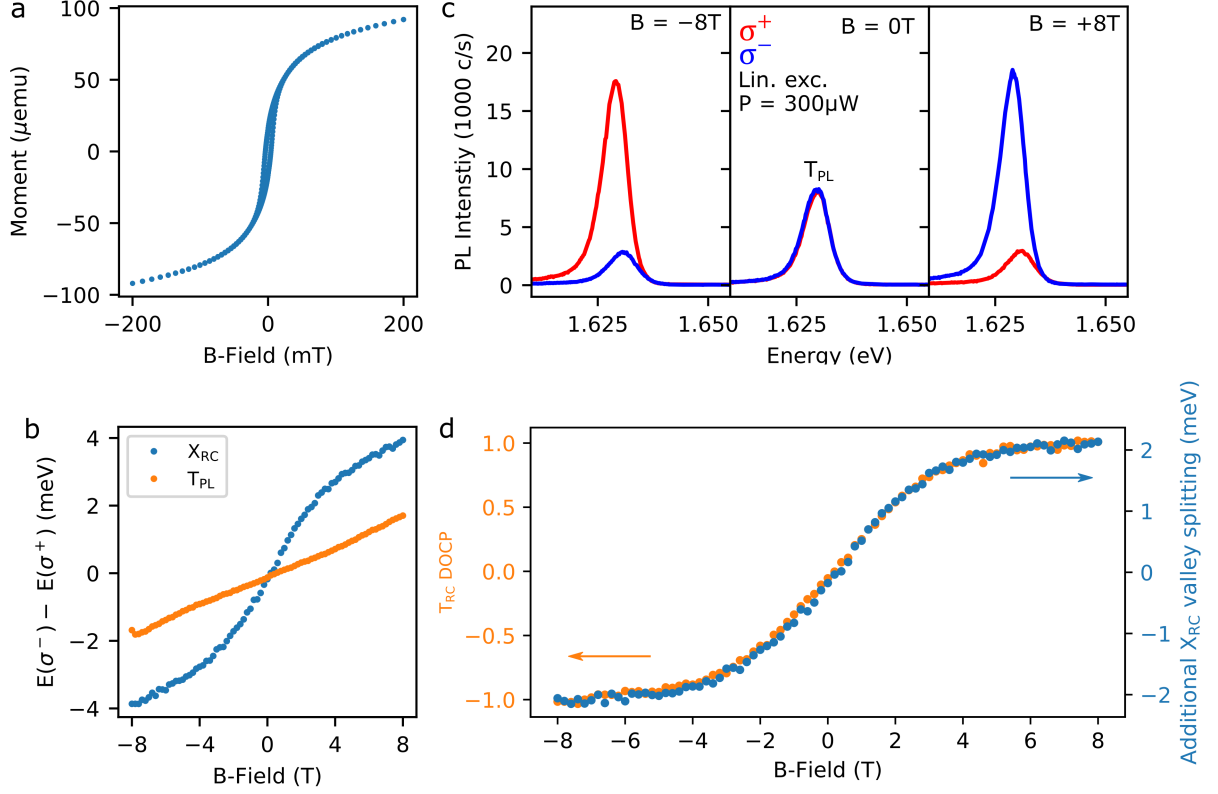 a
Moment (µemu)
100
50
0
−50
−100
−200
0
200
B-Field (mT)
c
PL Intenstiy (1000 c/s)
20
15
10
5
0
B = −8T
σ+
σ−
Lin. exc.
P = 300µW
B = 0T
TPL
B = +8T
1.625
1.650
1.625
1.650
1.625
1.650
Energy (eV)
b
E(σ−) − E(σ+) (meV)
4
2
0
−2
−4
XRC
TPL
−8
−4
0
4
8
B-Field (T)
d
TRC DOCP
1.0
0.5
0.0
−0.5
−1.0
−8
−6
−4
−2
0
2
4
6
8
B-Field (T)
2
1
0
−1
−2
Additional XRC valley splitting (meV)